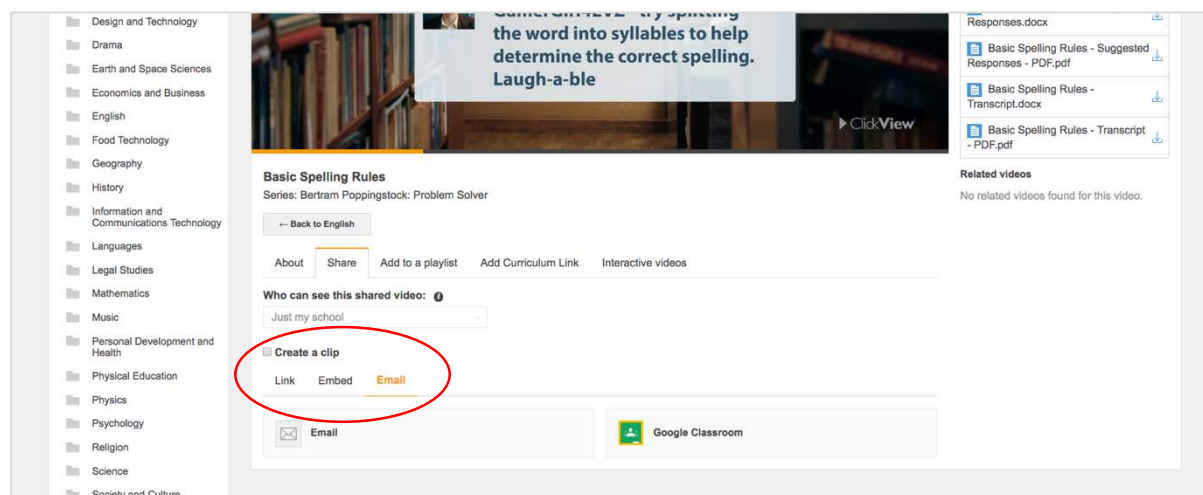 Design and Technology
Drama
Earth and Space Sciences
Economics and Business
English
Food Technology
Geography
History
Information and
Communications Technology
Languages
Legal Studies
Mathematics
Music
Personal Development and
Health
Physical Education
Physics
Psychology
Religion
Science
Society and Culture
GamerGirl4EVZ - try splitting
the word into syllables to help
determine the correct spelling.
Laugh-a-ble
ClickView
Basic Spelling Rules
Series: Bertram Poppingstock: Problem Solver
← Back to English
About Share Add to a playlist Add Curriculum Link Interactive videos
Who can see this shared video:
Just my school
Create a clip
Link Embed Email
Email
Google Classroom
Responses.docx
Basic Spelling Rules - Suggested
Responses - PDF.pdf
Basic Spelling Rules -
Transcript.docx
Basic Spelling Rules - Transcript
- PDF.pdf
Related videos
No related videos found for this video.